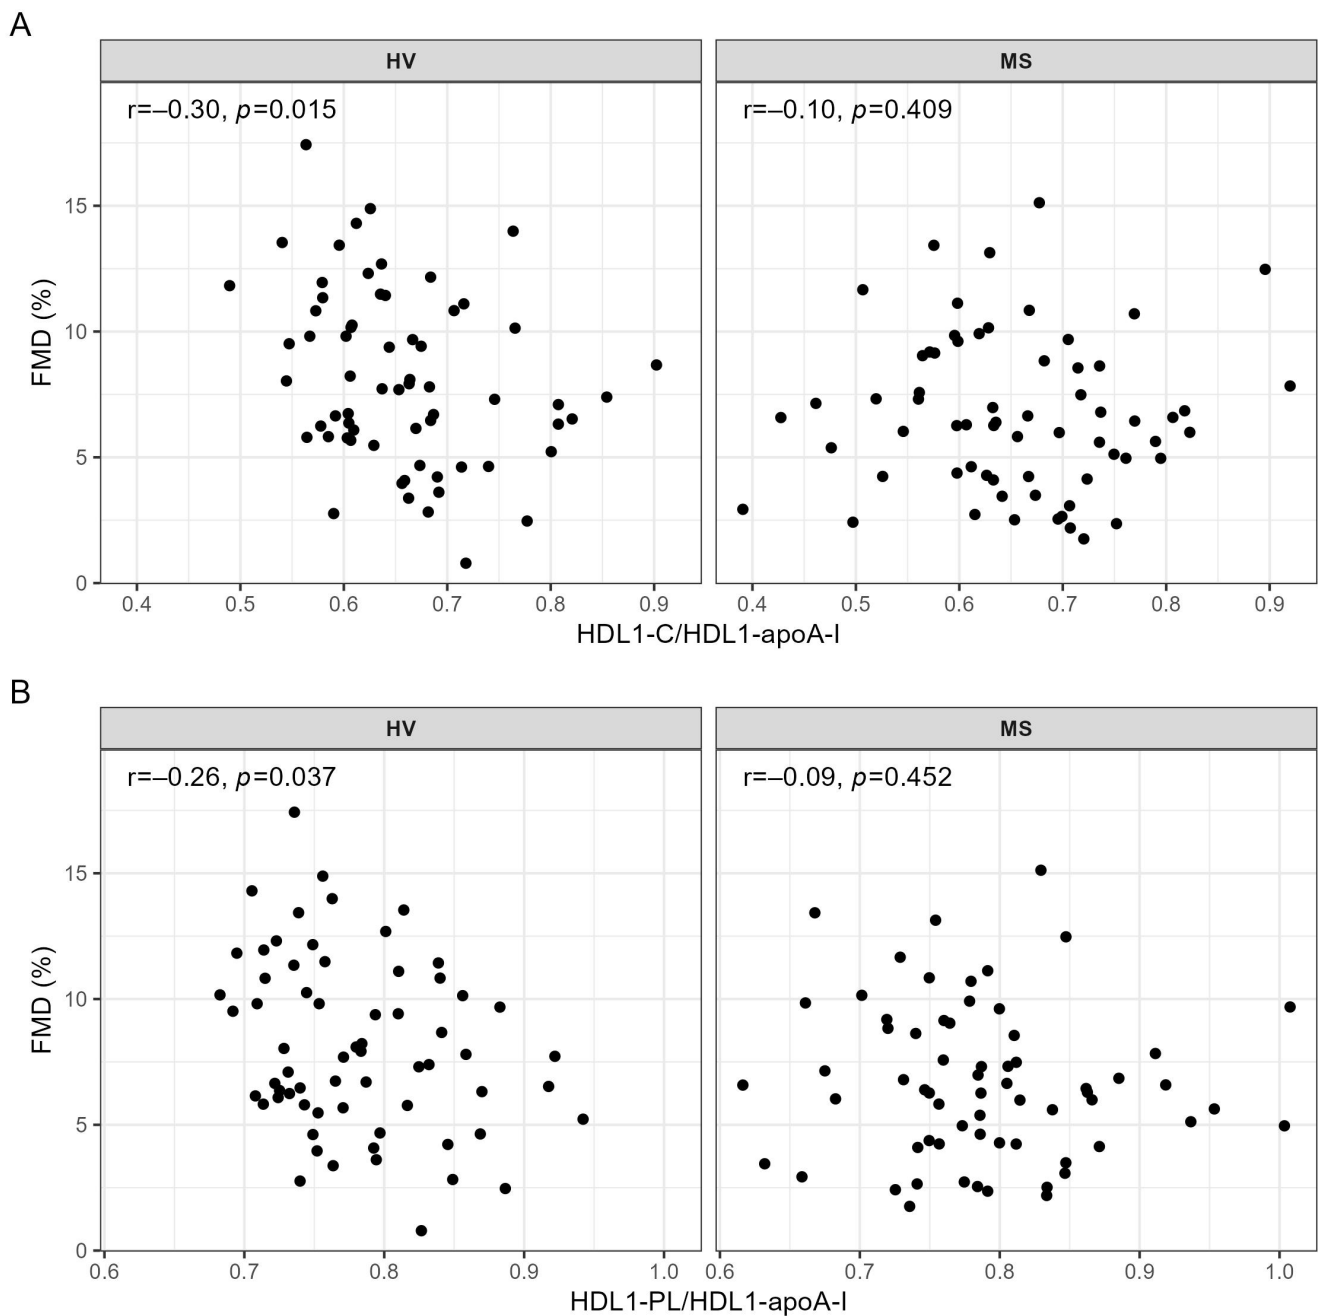 A
HV MS
r=–0.30, p=0.015 r=–0.10, p=0.409
FMD (%)
15
10
5
0
0.4 0.5 0.6 0.7 0.8 0.9 0.4 0.5 0.6 0.7 0.8 0.9
HDL1-C/HDL1-apoA-I
B
HV MS
r=–0.26, p=0.037 r=–0.09, p=0.452
FMD (%)
15
10
5
0
0.6 0.7 0.8 0.9 1.0 0.6 0.7 0.8 0.9 1.0
HDL1-PL/HDL1-apoA-I